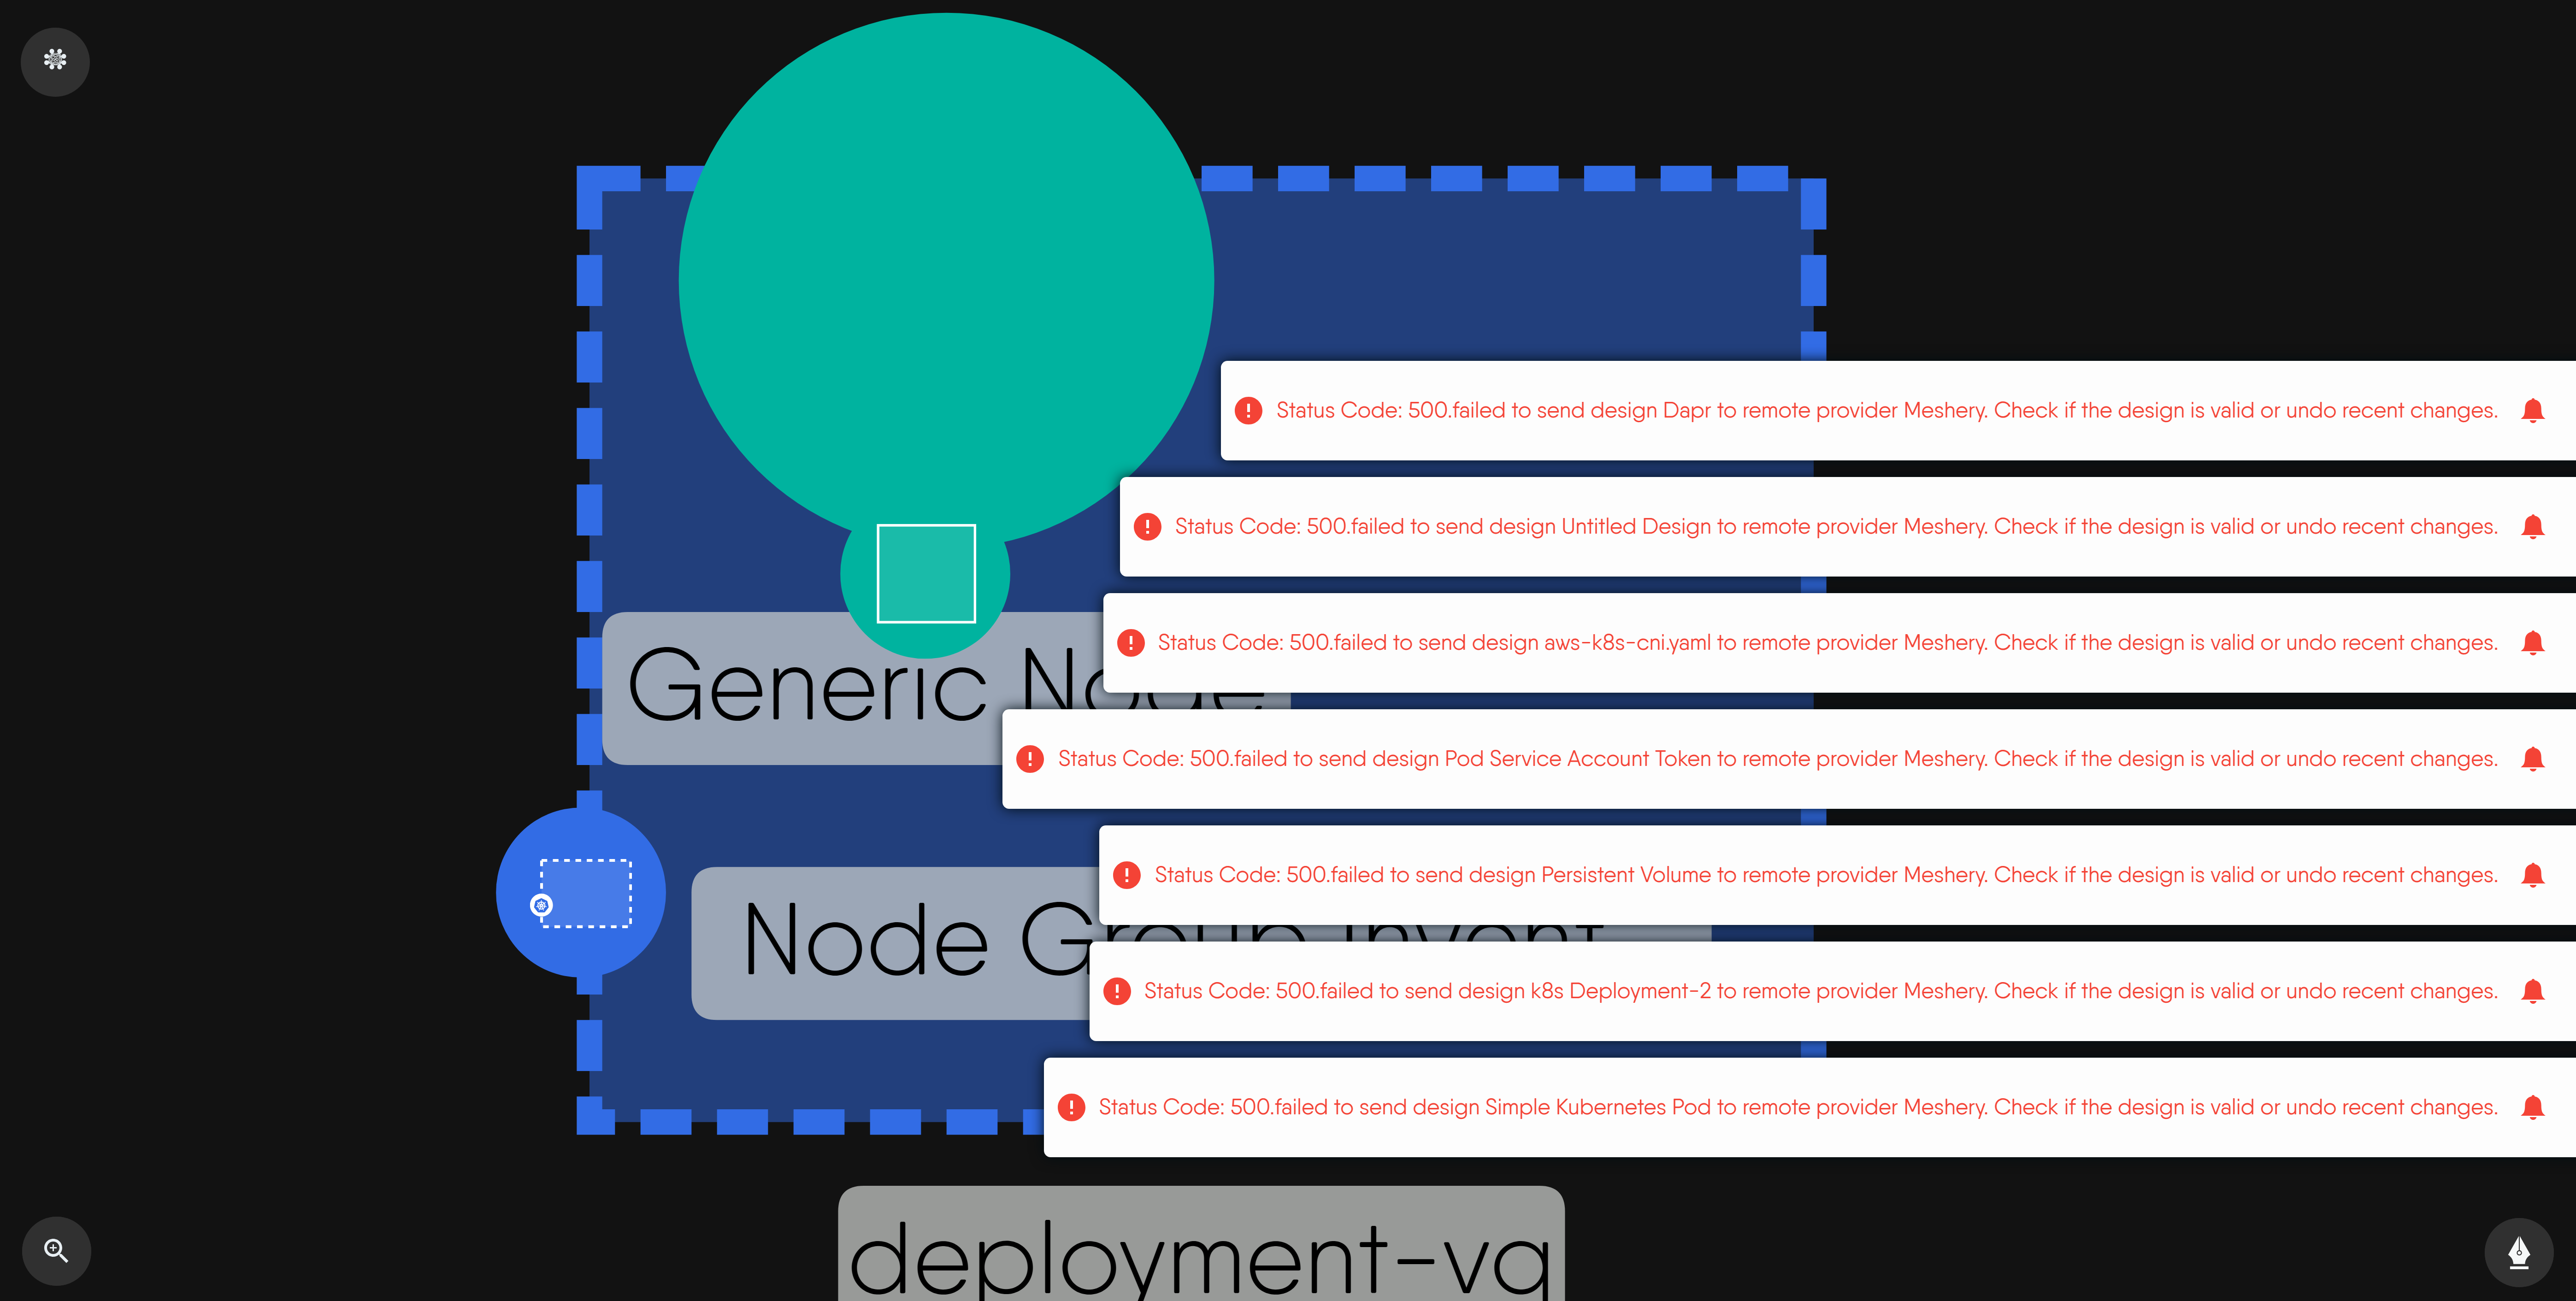 Status Code: 500.failed to send design Dapr to remote provider Meshery. Check if the design is valid or undo recent changes.
Status Code: 500.failed to send design Untitled Design to remote provider Meshery. Check if the design is valid or undo recent changes.
Status Code: 500.failed to send design aws-k8s-cni.yaml to remote provider Meshery. Check if the design is valid or undo recent changes.
Generic Node
Status Code: 500.failed to send design Pod Service Account Token to remote provider Meshery. Check if the design is valid or undo recent changes.
Status Code: 500.failed to send design Persistent Volume to remote provider Meshery. Check if the design is valid or undo recent changes.
Node Group
Status Code: 500.failed to send design k8s Deployment-2 to remote provider Meshery. Check if the design is valid or undo recent changes.
Status Code: 500.failed to send design Simple Kubernetes Pod to remote provider Meshery. Check if the design is valid or undo recent changes.